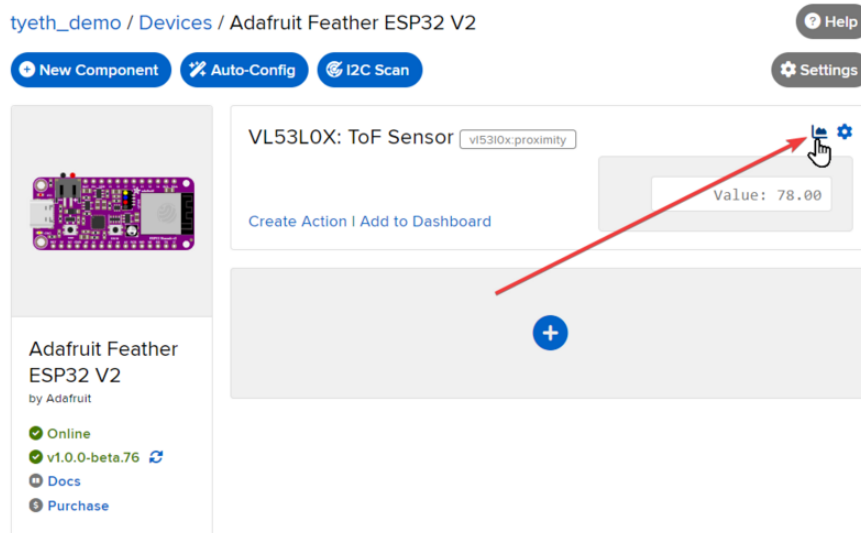 tyeth_demo / Devices / Adafruit Feather ESP32 V2
Help
New Component
Auto-Config
I2C Scan
Settings
VL53L0X: ToF Sensor
vl53l0x:proximity
Value: 78.00
Create Action | Add to Dashboard
Adafruit Feather
ESP32 V2
by Adafruit
Online
v1.0.0-beta.76
Docs
Purchase